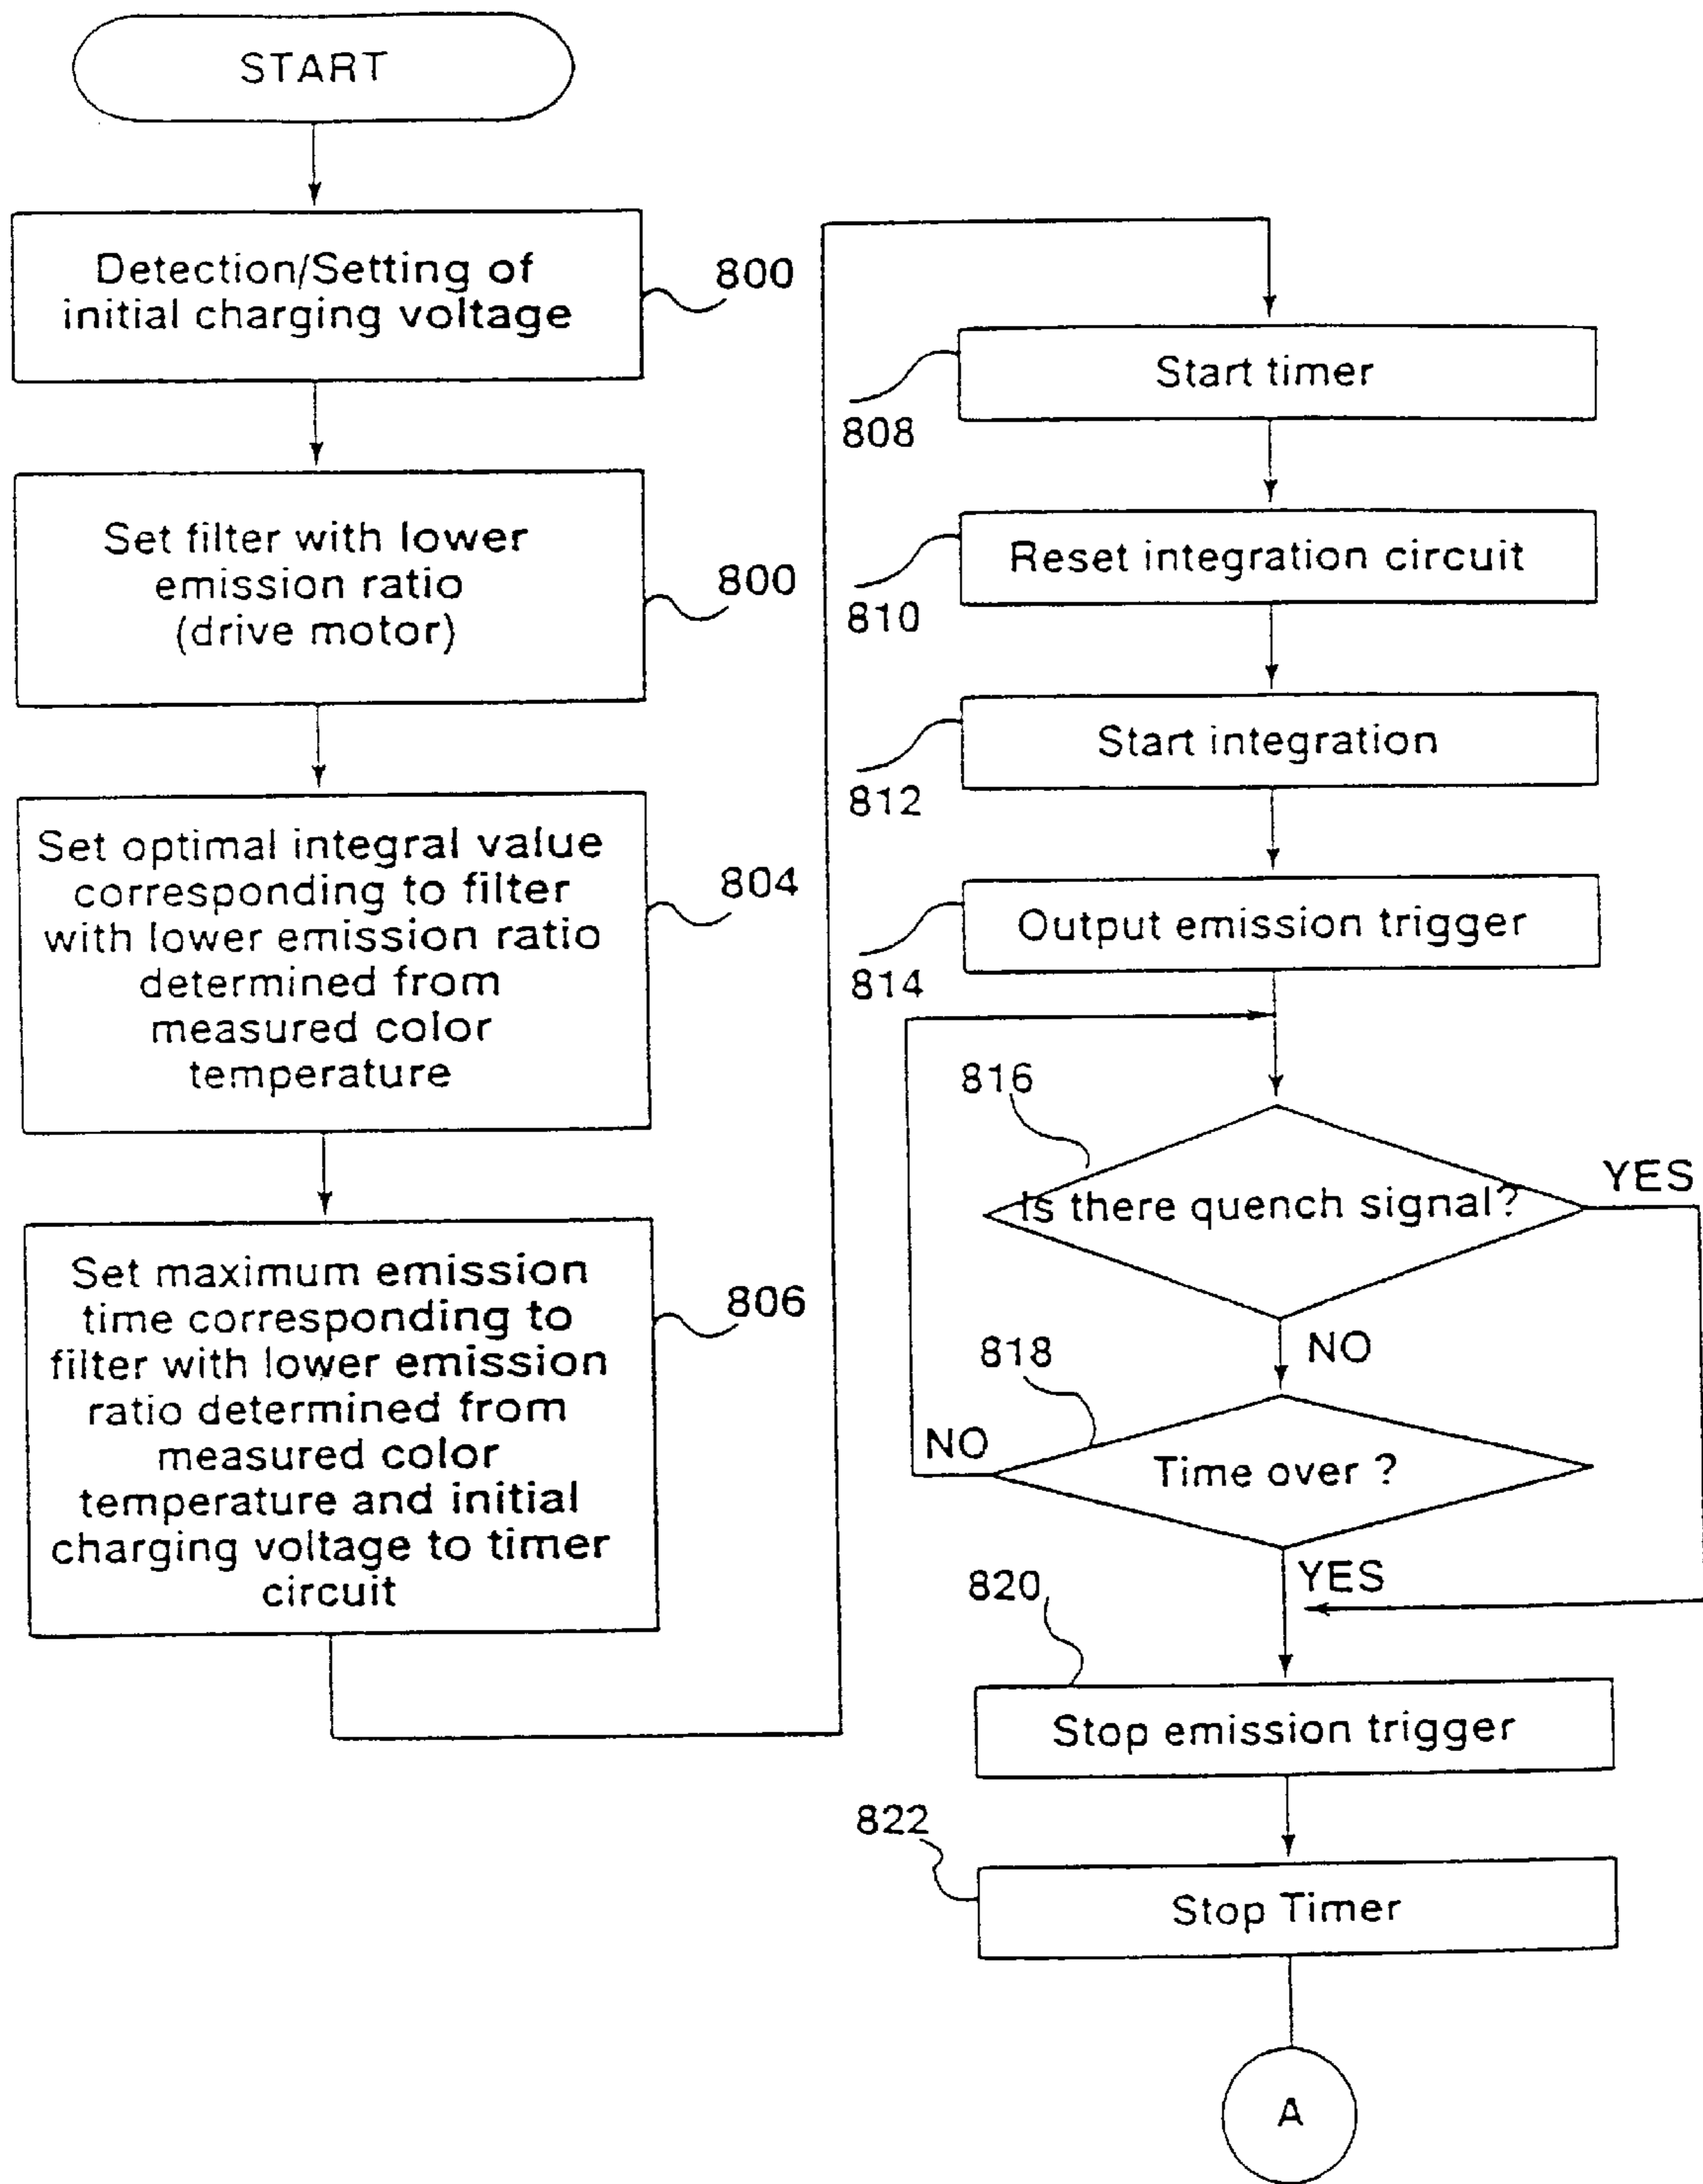 START
Detection/Setting of
initial charging voltage
800
Set filter with lower
emission ratio
(drive motor)
800
Set optimal integral value
corresponding to filter
with lower emission ratio
determined from
measured color
temperature
804
Set maximum emission
time corresponding to
filter with lower emission
ratio determined from
measured color
temperature and initial
charging voltage to timer
circuit
806
Start timer
808
Reset integration circuit
810
Start integration
812
Output emission trigger
814
816
Is there quench signal?
YES
NO
818
Time over ?
NO
YES
820
Stop emission trigger
822
Stop Timer
A